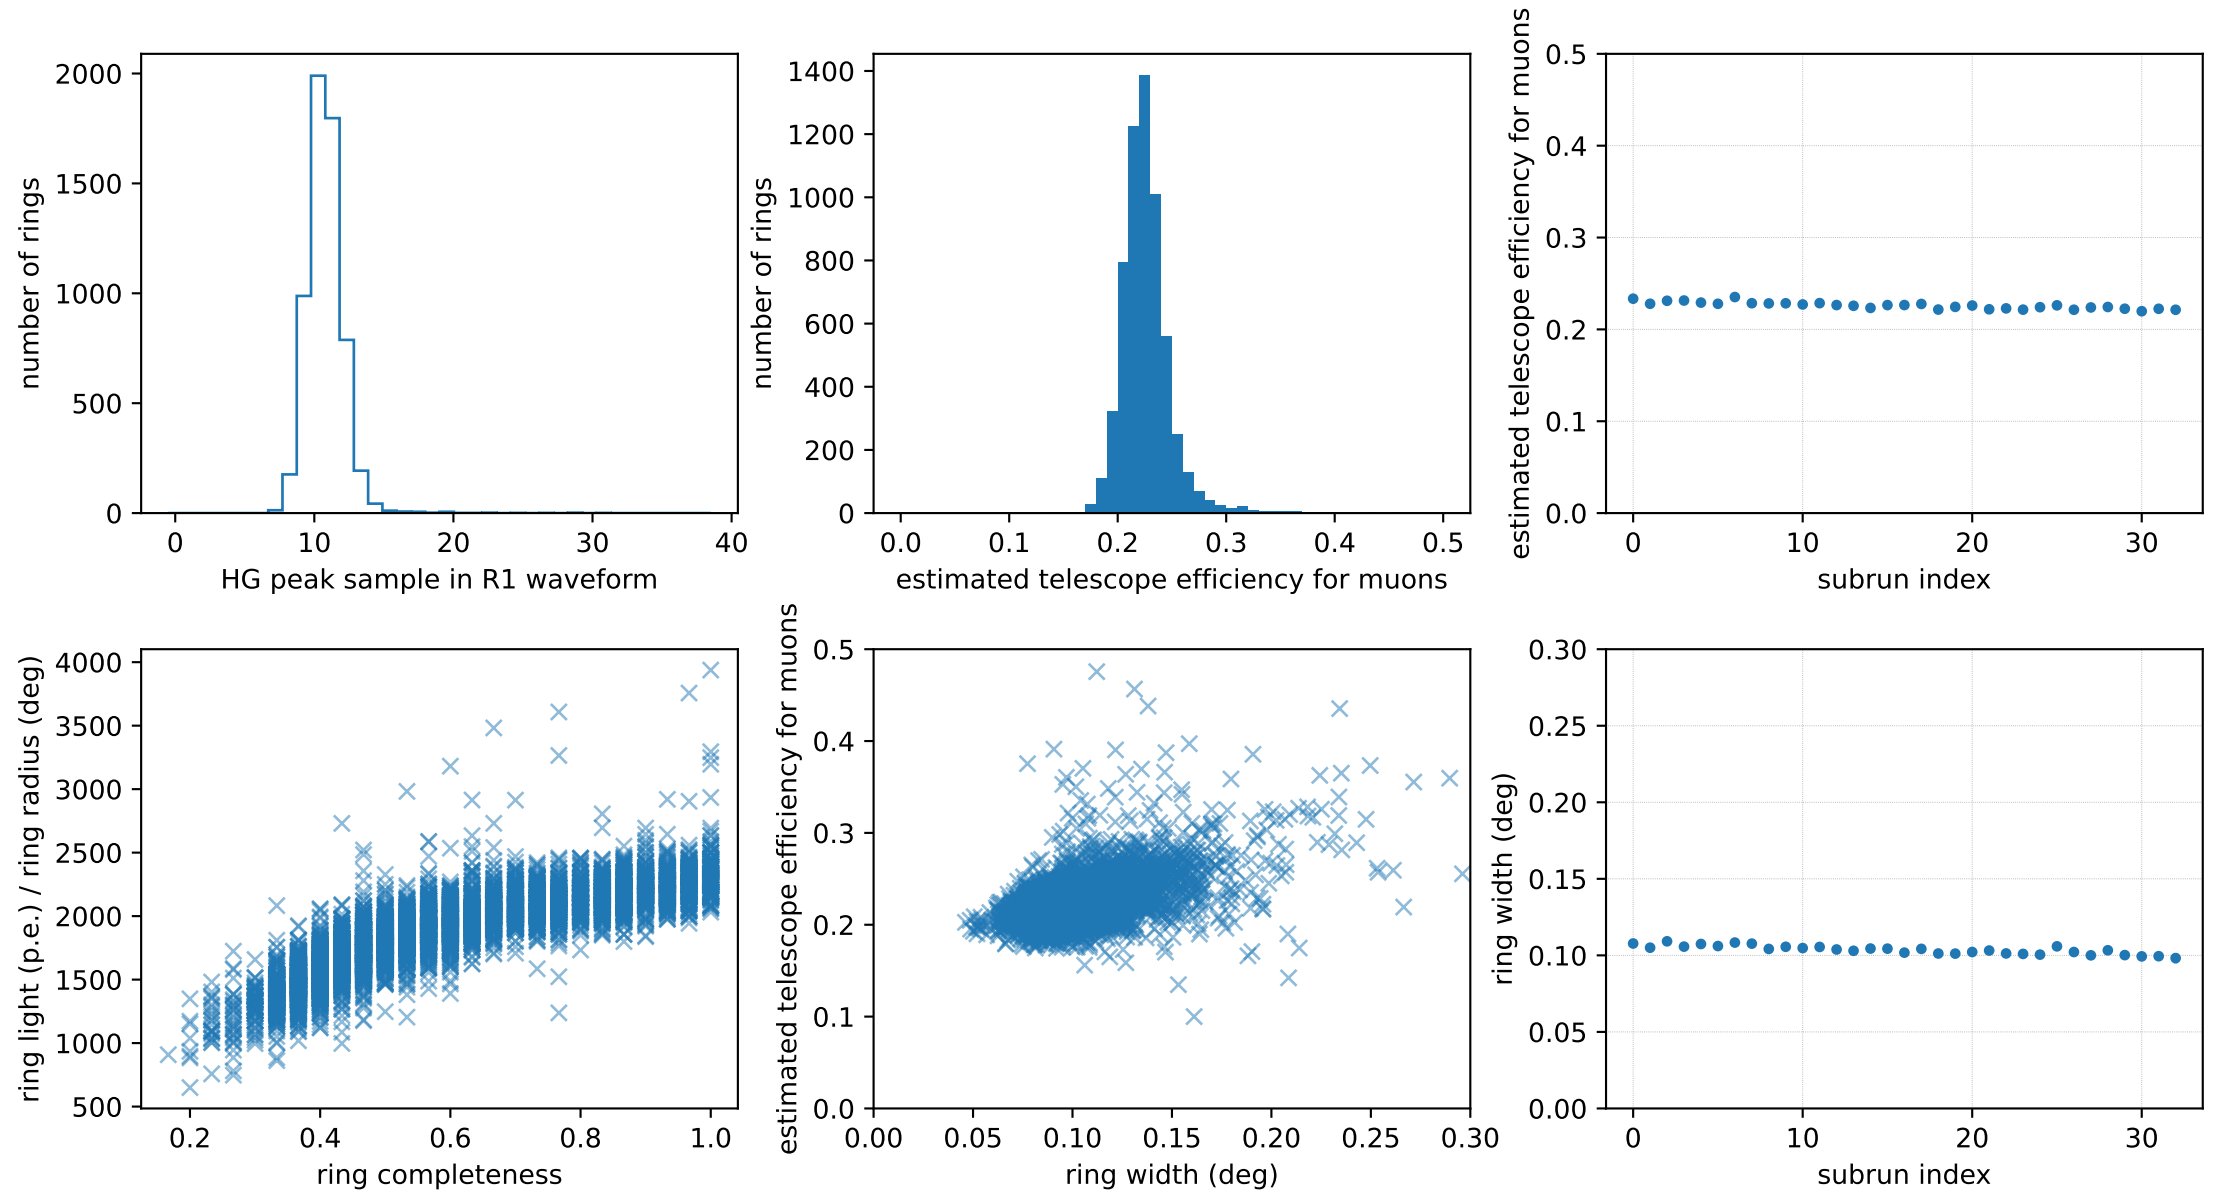 2000
1500
1000
500
0
number of rings
0 10 20 30 40
HG peak sample in R1 waveform
1400
1200
1000
800
600
400
200
0
number of rings
0.0 0.1 0.2 0.3 0.4 0.5
estimated telescope efficiency for muons
0.5
0.4
0.3
0.2
0.1
0.0
estimated telescope efficiency for muons
0 10 20 30
subrun index
4000
3500
3000
2500
2000
1500
1000
500
ring light (p.e.) / ring radius (deg)
0.2 0.4 0.6 0.8 1.0
ring completeness
0.5
0.4
0.3
0.2
0.1
0.0
estimated telescope efficiency for muons
0.00 0.05 0.10 0.15 0.20 0.25 0.30
ring width (deg)
0.30
0.25
0.20
0.15
0.10
0.05
0.00
ring width (deg)
0 10 20 30
subrun index